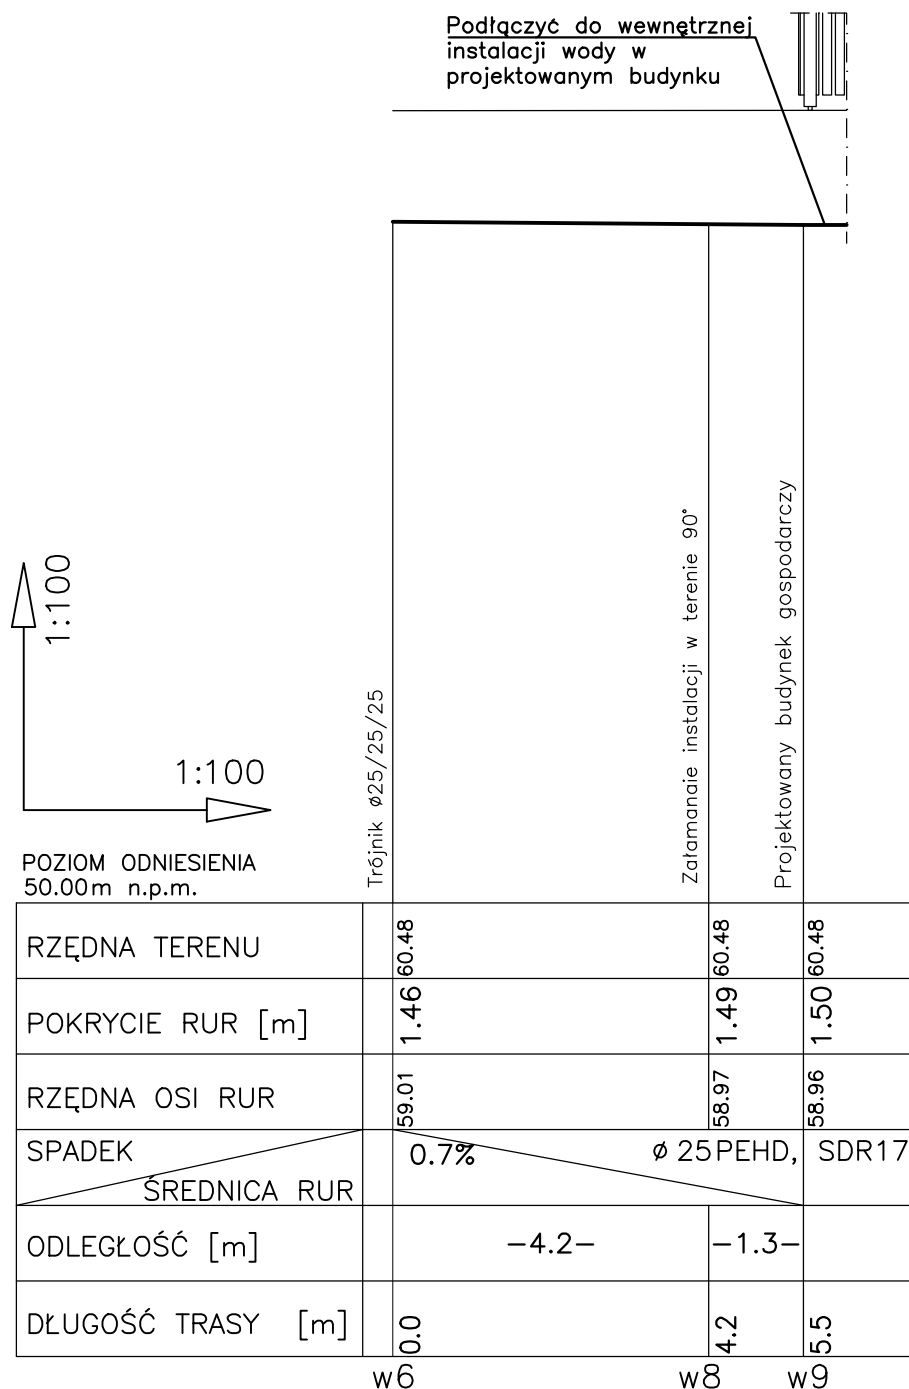 Podłączyć do wewnętrznej
instalacji wody w
projektowanym budynku
1:100
1:100
Trójnik ø25/25/25
Załamanaie instalacji w terenie 90°
Projektowany budynek gospodarczy
POZIOM ODNIESIENIA
50.00m n.p.m.
RZĘDNA TERENU 60.48 60.48 60.48
POKRYCIE RUR [m] 1.46 1.49 1.50
RZĘDNA OSI RUR 59.01 58.97 58.96
SPADEK 0.7% ø 25PEHD, SDR17
ŚREDNICA RUR
ODLEGŁOŚĆ [m] -4.2- -1.3-
DŁUGOŚĆ TRASY [m] 0.0 4.2 5.5
w6 w8 w9